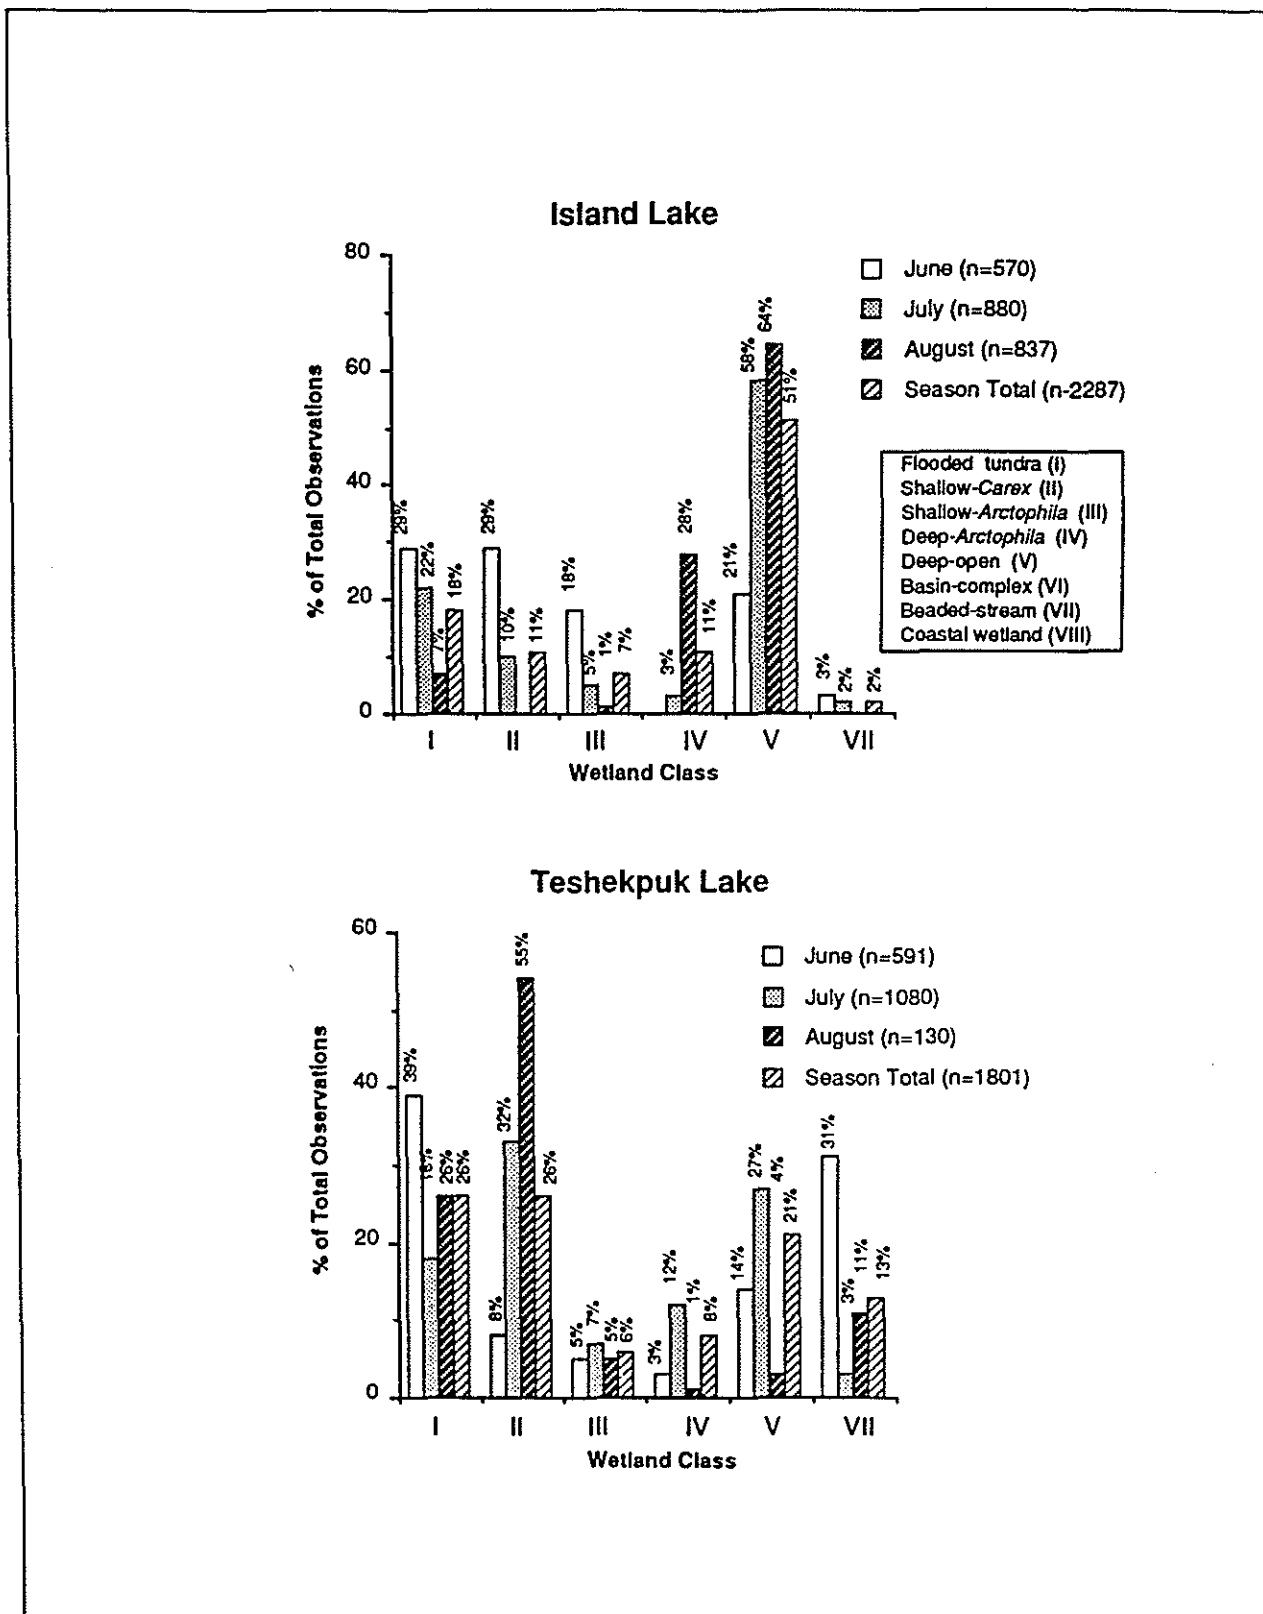 Island Lake
80
60
40
20
0
% of Total Observations
29%
22%
7%
18%
29%
10%
11%
18%
5%
1%
7%
3%
28%
11%
21%
58%
64%
51%
3%
2%
2%
I II III IV V VII
Wetland Class
June (n=570)
July (n=880)
August (n=837)
Season Total (n-2287)
Flooded tundra (I)
Shallow-Carex (II)
Shallow-Arctophila (III)
Deep-Arctophila (IV)
Deep-open (V)
Basin-complex (VI)
Beaded-stream (VII)
Coastal wetland (VIII)
Teshekpuk Lake
60
40
20
0
% of Total Observations
39%
18%
26%
26%
8%
32%
55%
26%
5%
7%
5%
6%
3%
12%
1%
8%
14%
27%
4%
21%
31%
3%
11%
13%
I II III IV V VII
Wetland Class
June (n=591)
July (n=1080)
August (n=130)
Season Total (n=1801)